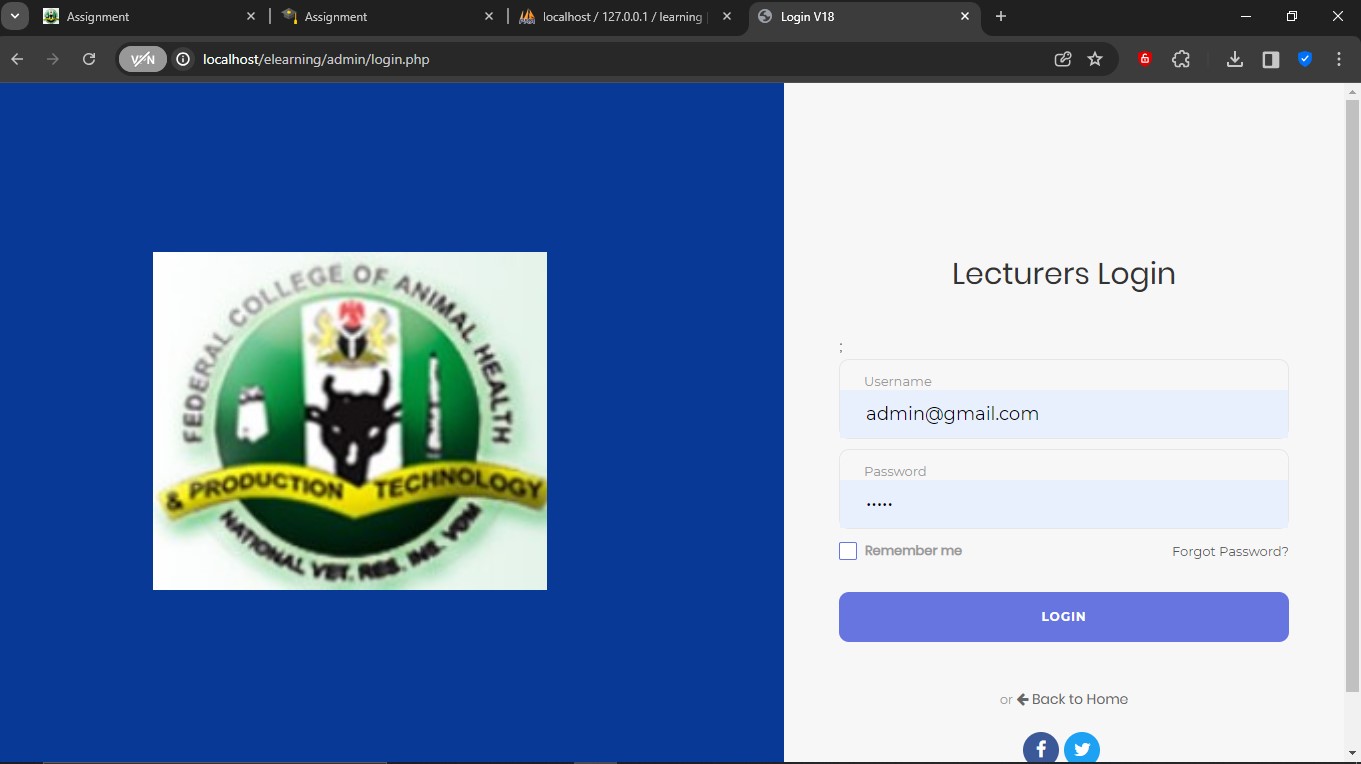 Assignment
Assignment
localhost / 127.0.0.1 / learning
Login V18
VPN
localhost/elearning/admin/login.php
FEDERAL COLLEGE OF ANIMAL HEALTH
& PRODUCTION TECHNOLOGY
NATIONAL VET. RES. INS. VOM
Lecturers Login
;
Username
admin@gmail.com
Password
•••••
Remember me
Forgot Password?
LOGIN
or Back to Home